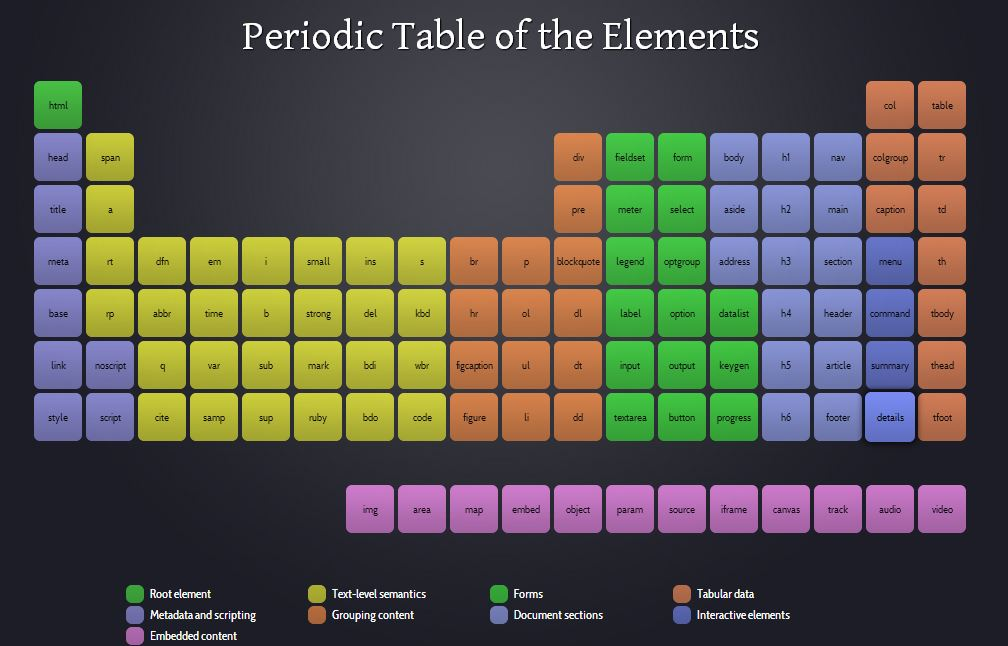 Periodic Table of the Elements
html col table
head span div fieldset form body h1 nav colgroup tr
title a pre meter select aside h2 main caption td
meta rt dfn em i small ins s br p blockquote legend optgroup address h3 section menu th
base rp abbr time b strong del kbd hr ol dl label option datalist h4 header command tbody
link noscript q var sub mark bdi wbr figcaption ul dt input output keygen h5 article summary thead
style script cite samp sup ruby bdo code figure li dd textarea button progress h6 footer details tfoot
img area map embed object param source iframe canvas track audio video
Root element Text-level semantics Forms Tabular data
Metadata and scripting Grouping content Document sections Interactive elements
Embedded content